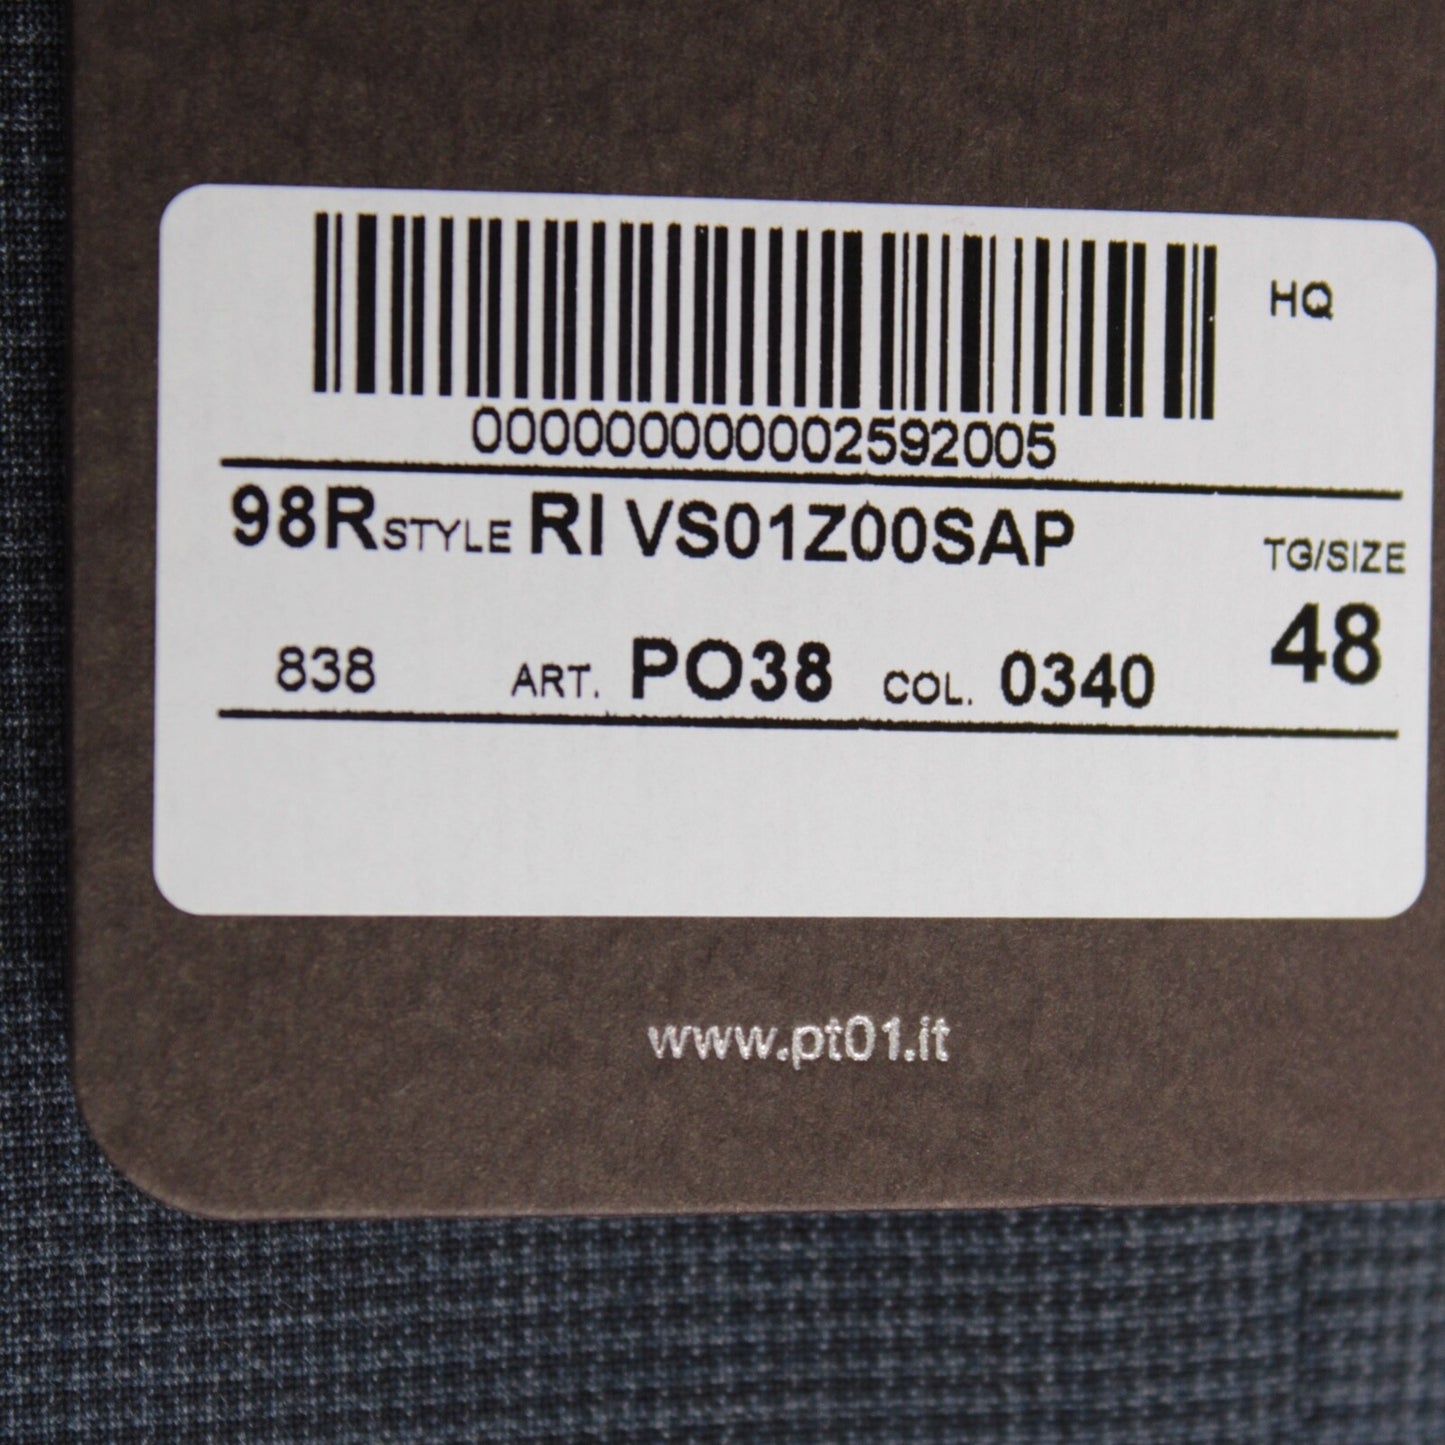 HQ
0000000000002592005
98R STYLE RI VS01Z00SAP
TG/SIZE
838 ART. PO38 COL. 0340 48
www.pt01.it